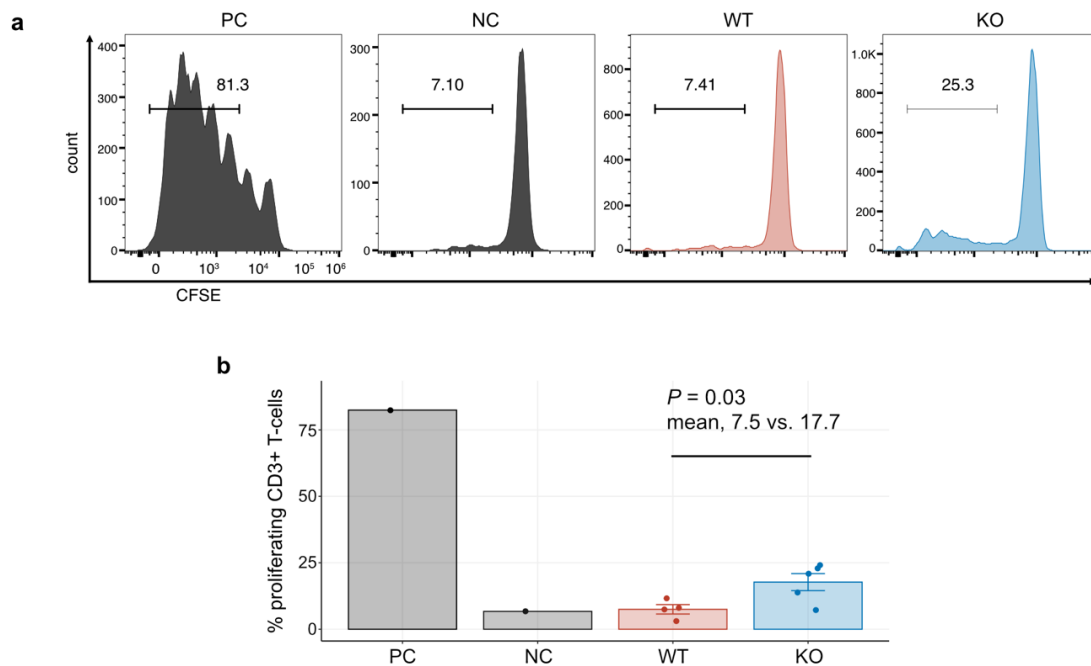 a
PC
NC
WT
KO
400
300
200
100
0
81.3
count
0 10³ 10⁴ 10⁵ 10⁶
CFSE
300
200
100
0
7.10
800
600
400
200
0
7.41
1.0K
800
600
400
200
0
25.3
b
% proliferating CD3+ T-cells
75
50
25
0
P = 0.03
mean, 7.5 vs. 17.7
PC NC WT KO